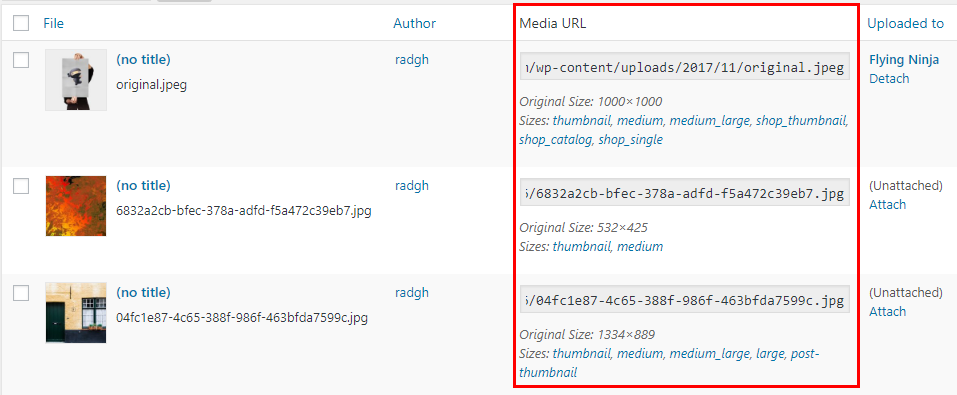 File Author Media URL Uploaded to
(no title) radgh /wp-content/uploads/2017/11/original.jpeg Flying Ninja
original.jpeg Detach
Original Size: 1000×1000
Sizes: thumbnail, medium, medium_large, shop_thumbnail,
shop_catalog, shop_single
(no title) radgh /6832a2cb-bfec-378a-adfd-f5a472c39eb7.jpg (Unattached)
6832a2cb-bfec-378a-adfd-f5a472c39eb7.jpg Attach
Original Size: 532×425
Sizes: thumbnail, medium
(no title) radgh /04fc1e87-4c65-388f-986f-463bfda7599c.jpg (Unattached)
04fc1e87-4c65-388f-986f-463bfda7599c.jpg Attach
Original Size: 1334×889
Sizes: thumbnail, medium, medium_large, large, post-
thumbnail